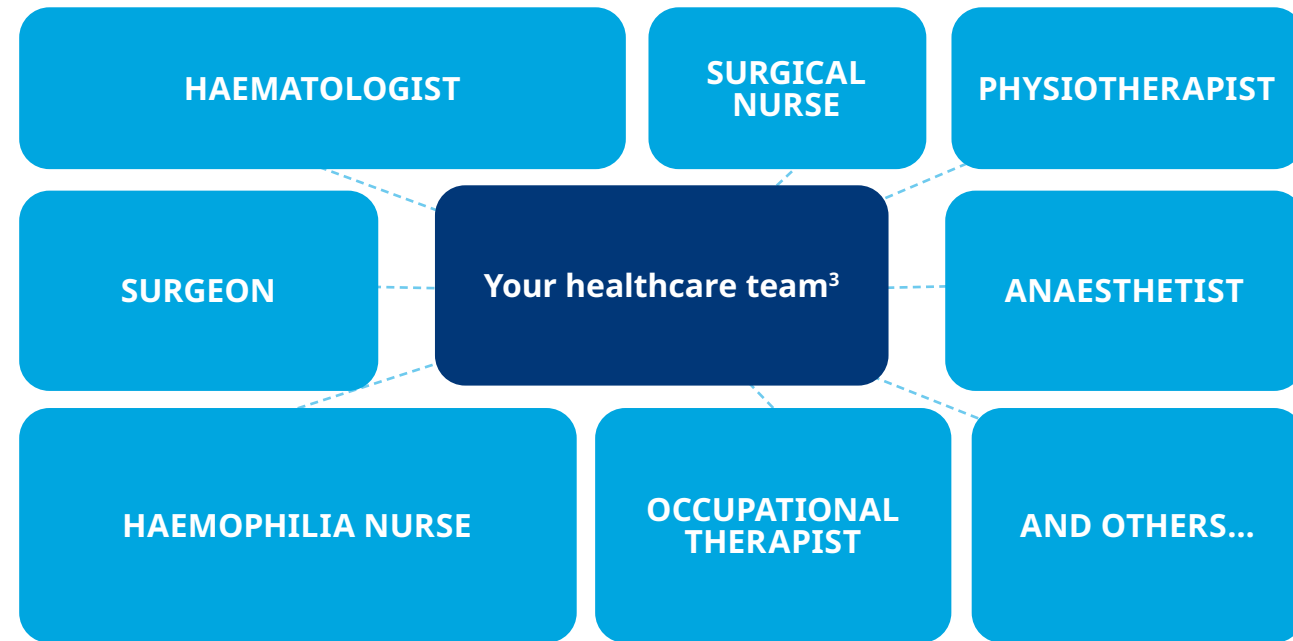 HAEMATOLOGIST
SURGICAL
NURSE
PHYSIOTHERAPIST
SURGEON
Your healthcare team³
ANAESTHETIST
HAEMOPHILIA NURSE
OCCUPATIONAL
THERAPIST
AND OTHERS...